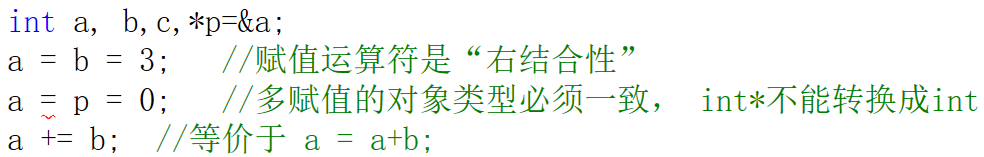 int a, b,c,*p=&a;
a = b = 3;   //赋值运算符是“右结合性”
a = p = 0;   //多赋值的对象类型必须一致， int*不能转换成int
a += b;  //等价于 a = a+b;